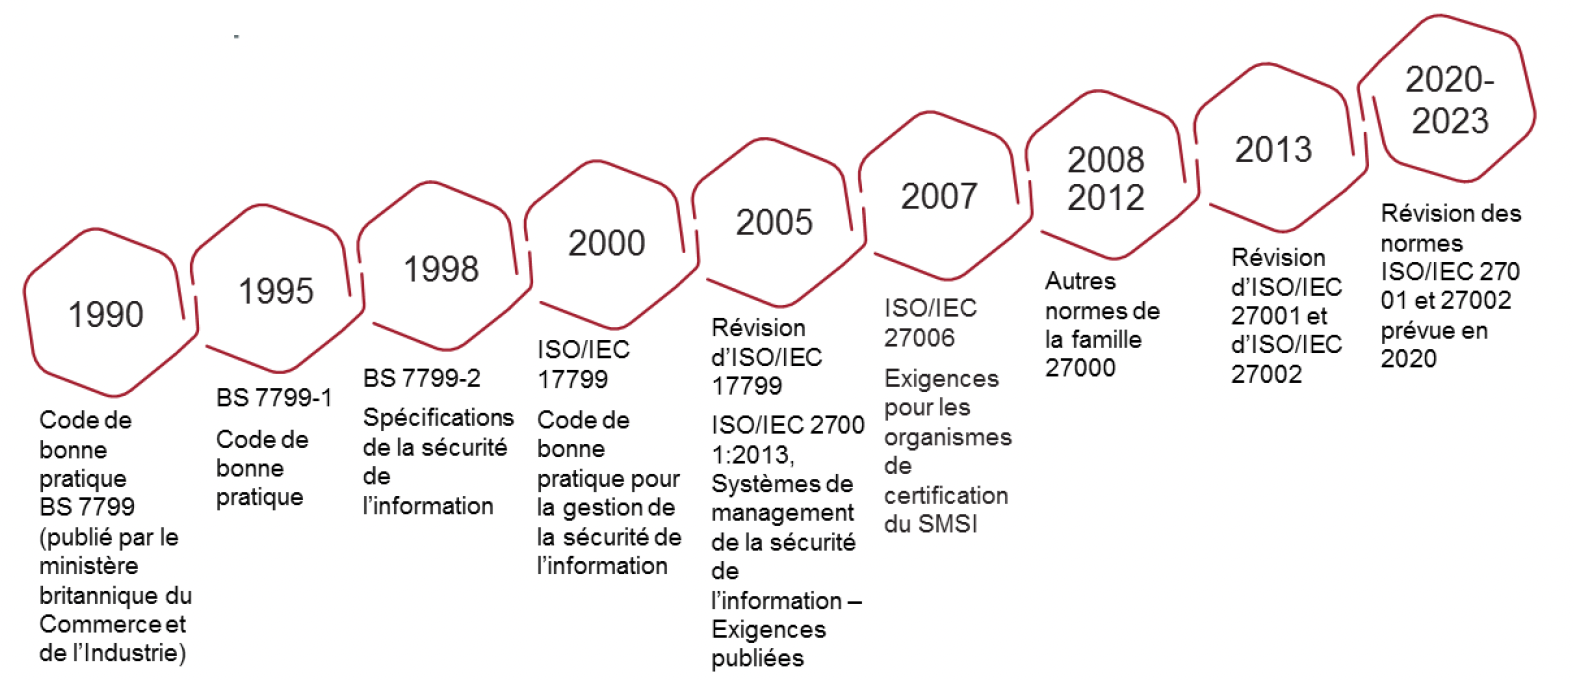 1990
Code de
bonne
pratique
BS 7799
(publié par le
ministère
britannique du
Commerce et
de l’Industrie)
1995
BS 7799-1
Code de
bonne
pratique
1998
BS 7799-2
Spécifications
de la sécurité
de
l’information
2000
ISO/IEC
17799
Code de
bonne
pratique pour
la gestion de
la sécurité de
l’information
2005
Révision
d’ISO/IEC
17799
ISO/IEC 2700
1:2013,
Systèmes de
management
de la sécurité
de
l’information –
Exigences
publiées
2007
ISO/IEC
27006
Exigences
pour les
organismes
de
certification
du SMSI
2008
2012
Autres
normes de
la famille
27000
2013
Révision
d’ISO/IEC
27001 et
d’ISO/IEC
27002
2020-
2023
Révision des
normes
ISO/IEC 270
01 et 27002
prévue en
2020